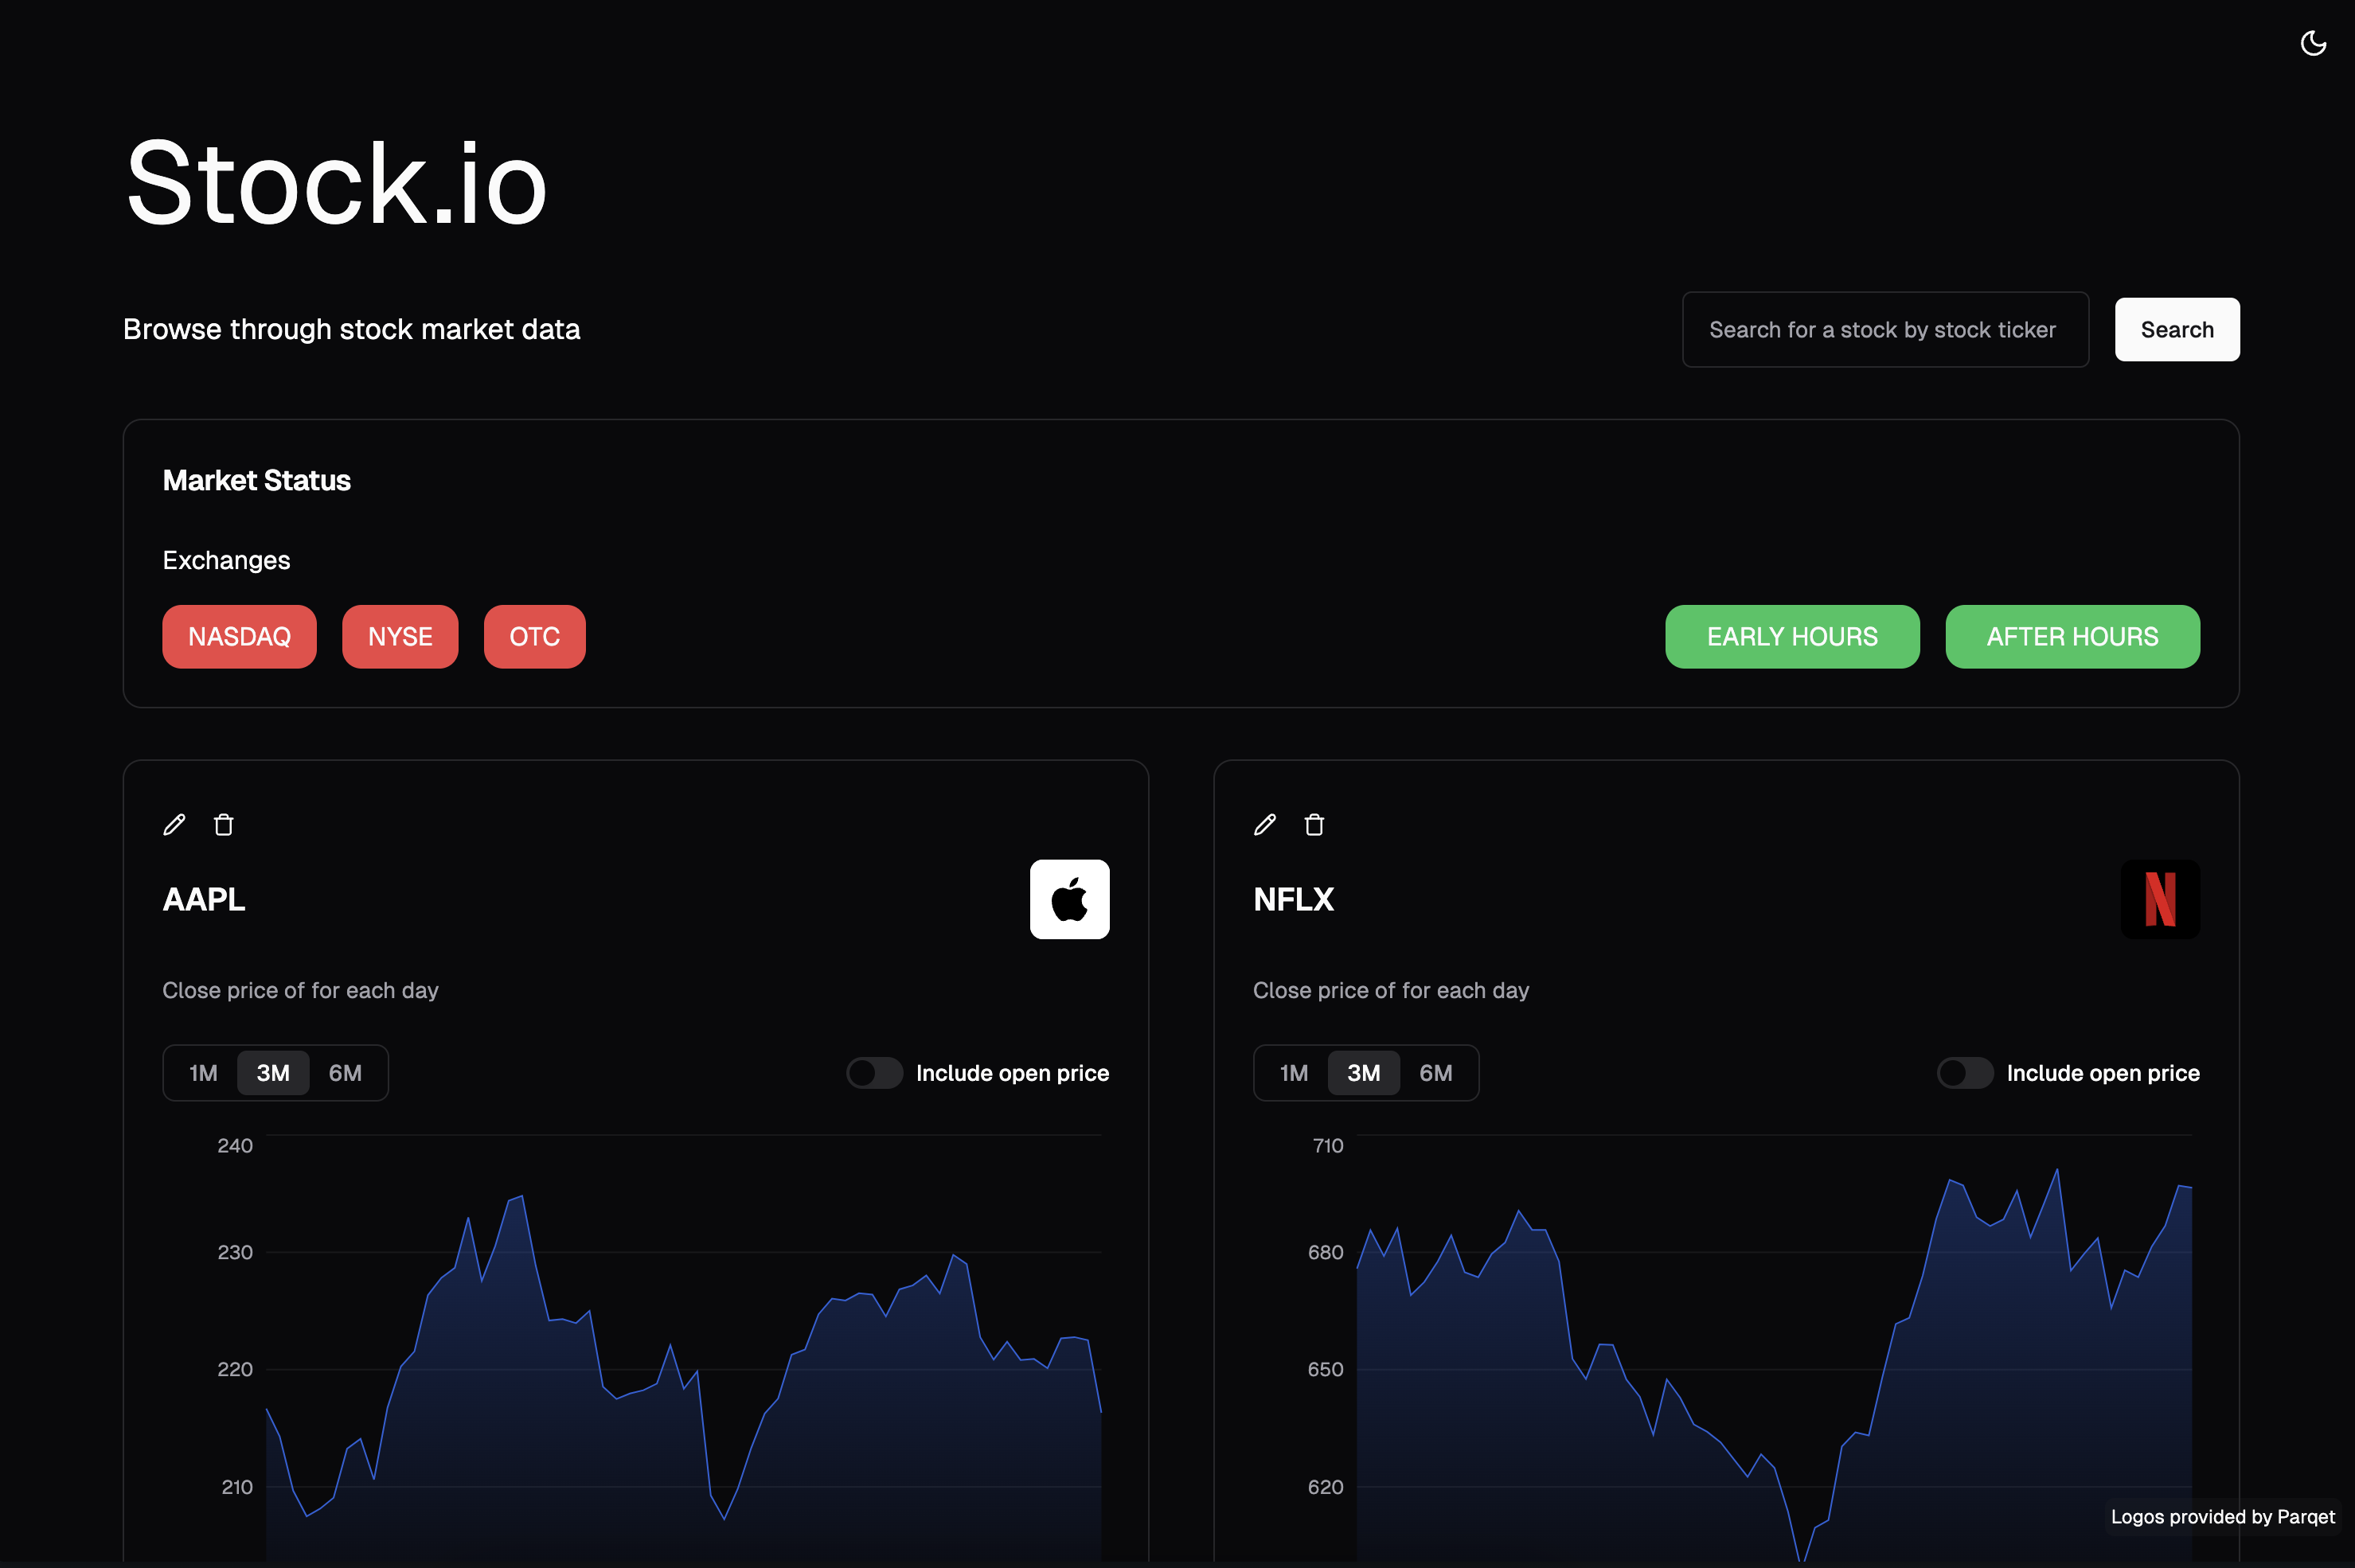 Stock.io
Browse through stock market data
Search for a stock by stock ticker
Search
Market Status
Exchanges
NASDAQ
NYSE
OTC
EARLY HOURS
AFTER HOURS
AAPL
Close price of for each day
1M
3M
6M
Include open price
240
230
220
210
NFLX
Close price of for each day
1M
3M
6M
Include open price
710
680
650
620
Logos provided by Parqet